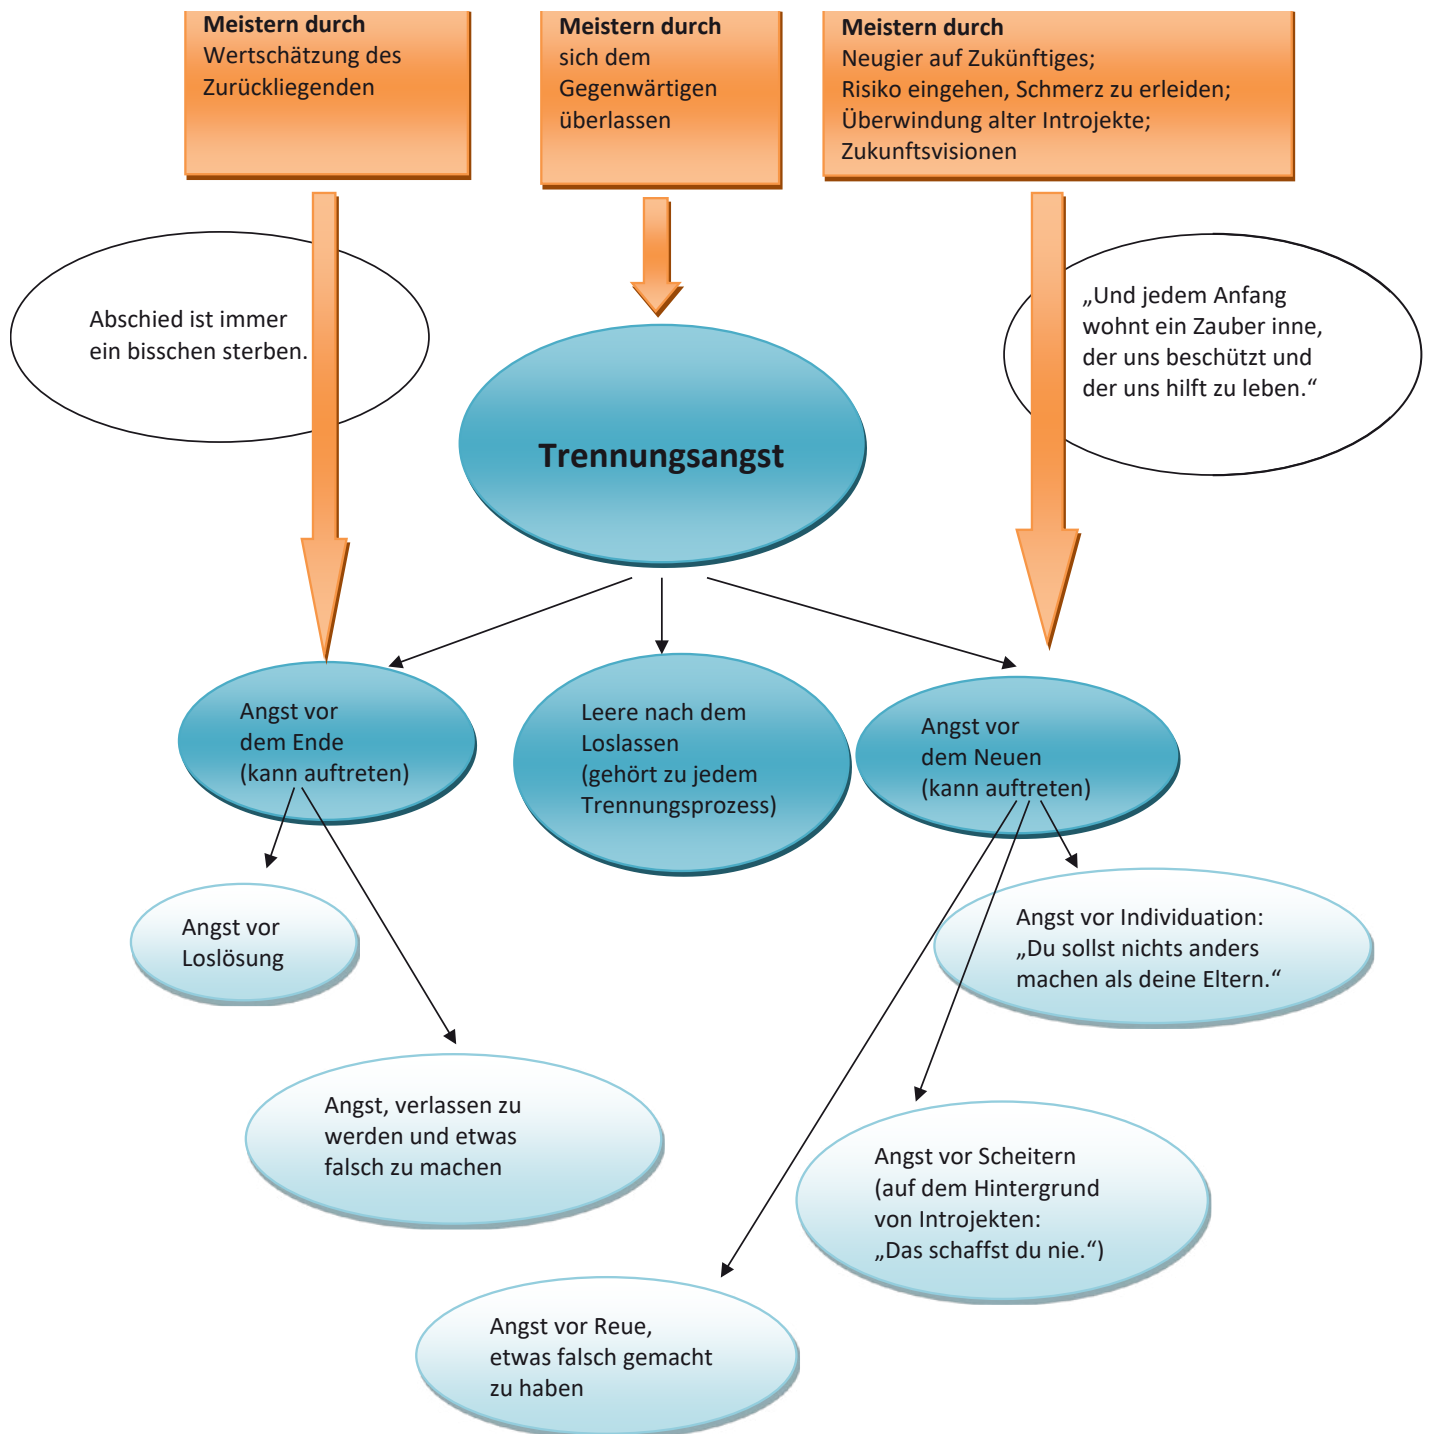 Meistern durch
Wertschätzung des
Zurückliegenden
Meistern durch
sich dem
Gegenwärtigen
überlassen
Meistern durch
Neugier auf Zukünftiges;
Risiko eingehen, Schmerz zu erleiden;
Überwindung alter Introjekte;
Zukunftsvisionen
Abschied ist immer
ein bisschen sterben.
„Und jedem Anfang
wohnt ein Zauber inne,
der uns beschützt und
der uns hilft zu leben.“
Trennungsangst
Angst vor
dem Ende
(kann auftreten)
Leere nach dem
Loslassen
(gehört zu jedem
Trennungsprozess)
Angst vor
dem Neuen
(kann auftreten)
Angst vor
Loslösung
Angst vor Individuation:
„Du sollst nichts anders
machen als deine Eltern.“
Angst, verlassen zu
werden und etwas
falsch zu machen
Angst vor Scheitern
(auf dem Hintergrund
von Introjekten:
„Das schaffst du nie.“)
Angst vor Reue,
etwas falsch gemacht
zu haben